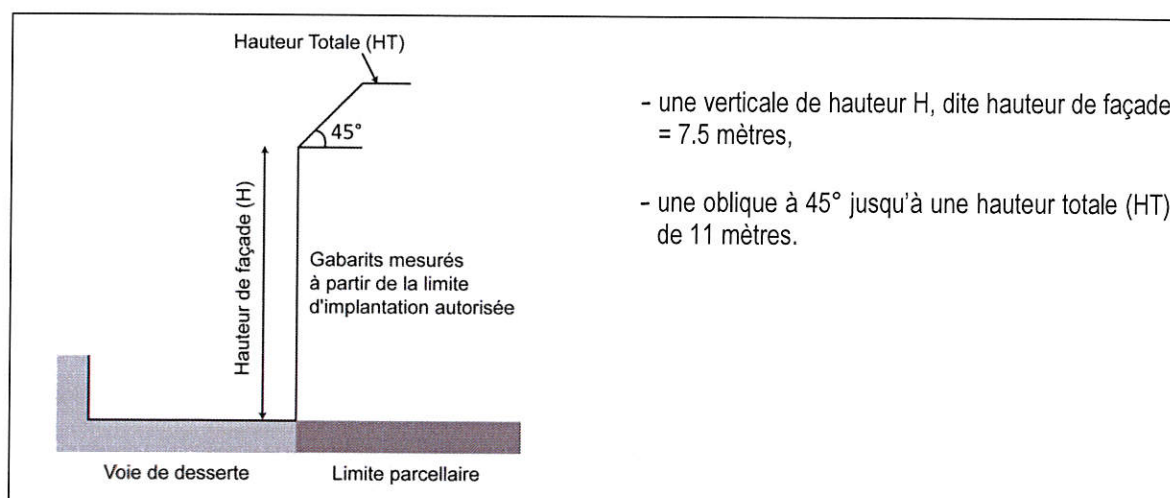 Hauteur Totale (HT)
45°
Hauteur de façade (H)
Gabarits mesurés
à partir de la limite
d'implantation autorisée
Voie de desserte
Limite parcellaire
- une verticale de hauteur H, dite hauteur de façade
= 7.5 mètres,
- une oblique à 45° jusqu'à une hauteur totale (HT)
de 11 mètres.